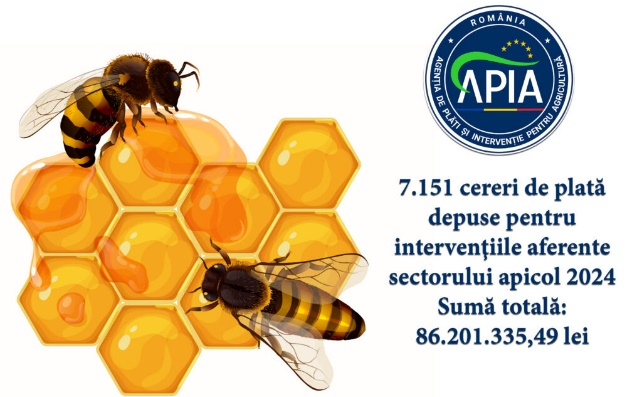 ROMÂNIA
APIA
AGENȚIA DE PLĂȚI ȘI INTERVENȚIE PENTRU AGRICULTURĂ
7.151 cereri de plată
depuse pentru
intervențiile aferente
sectorului apicol 2024
Sumă totală:
86.201.335,49 lei